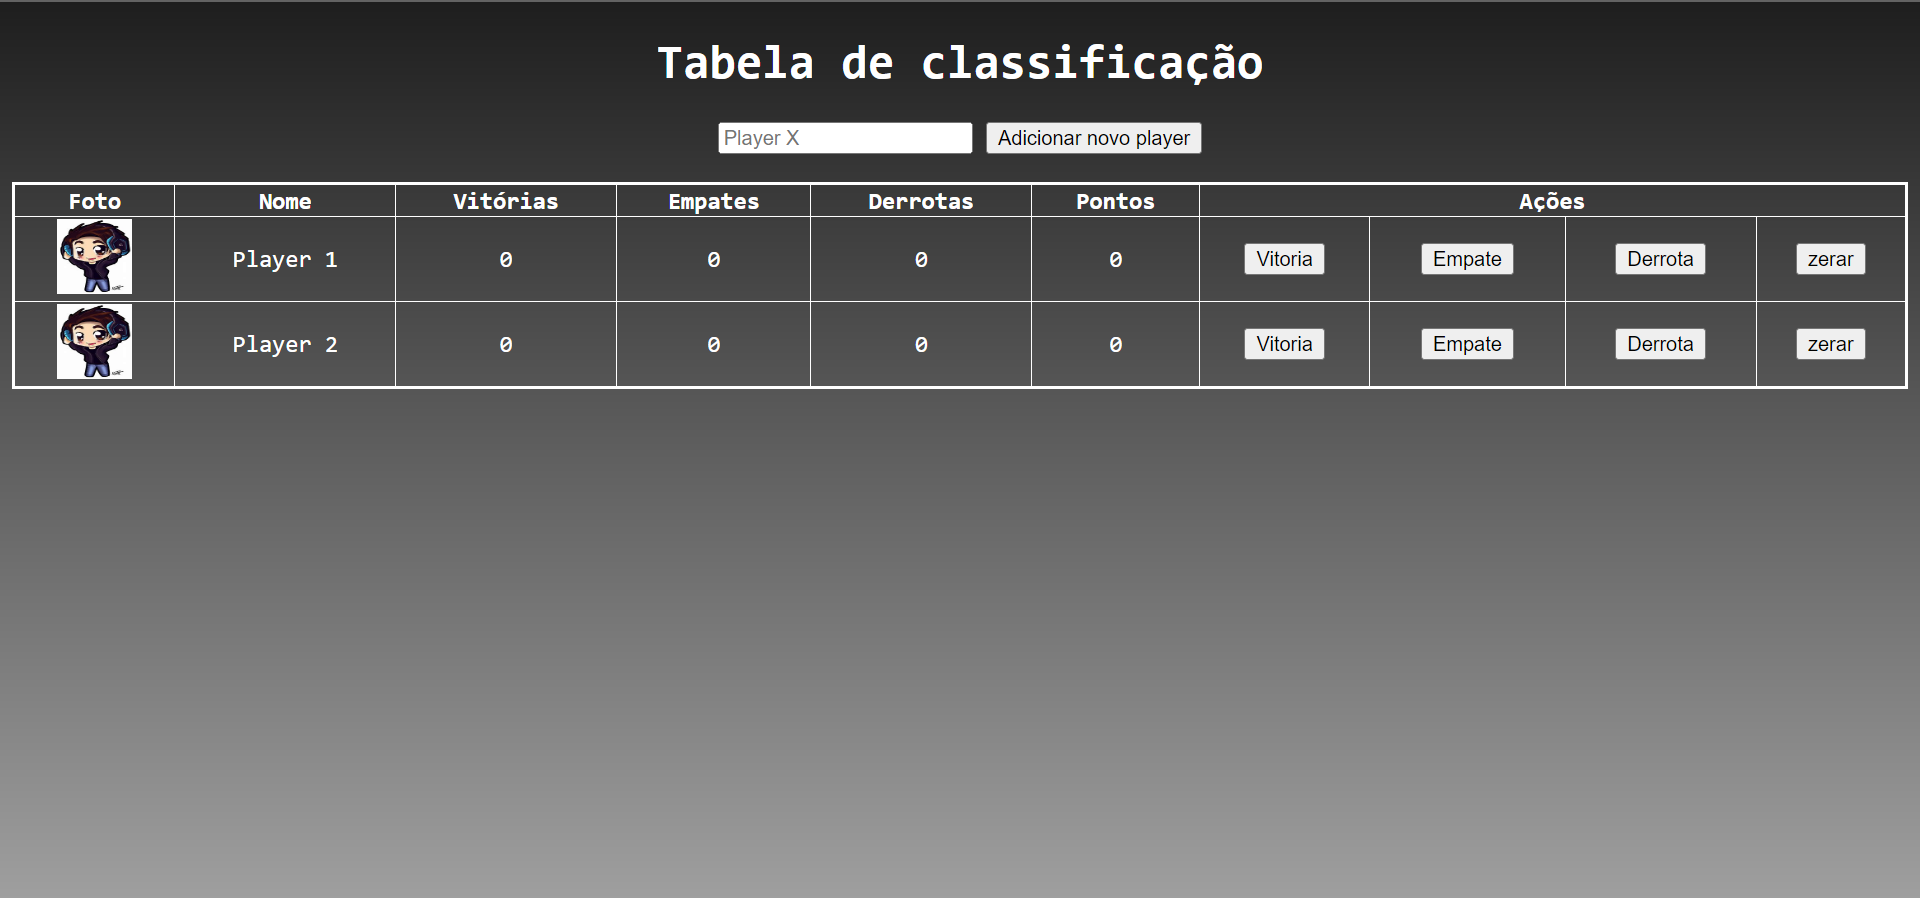 Tabela de classificação
Player X Adicionar novo player
Foto Nome Vitórias Empates Derrotas Pontos Ações
Player 1 0 0 0 0 Vitoria Empate Derrota zerar
Player 2 0 0 0 0 Vitoria Empate Derrota zerar